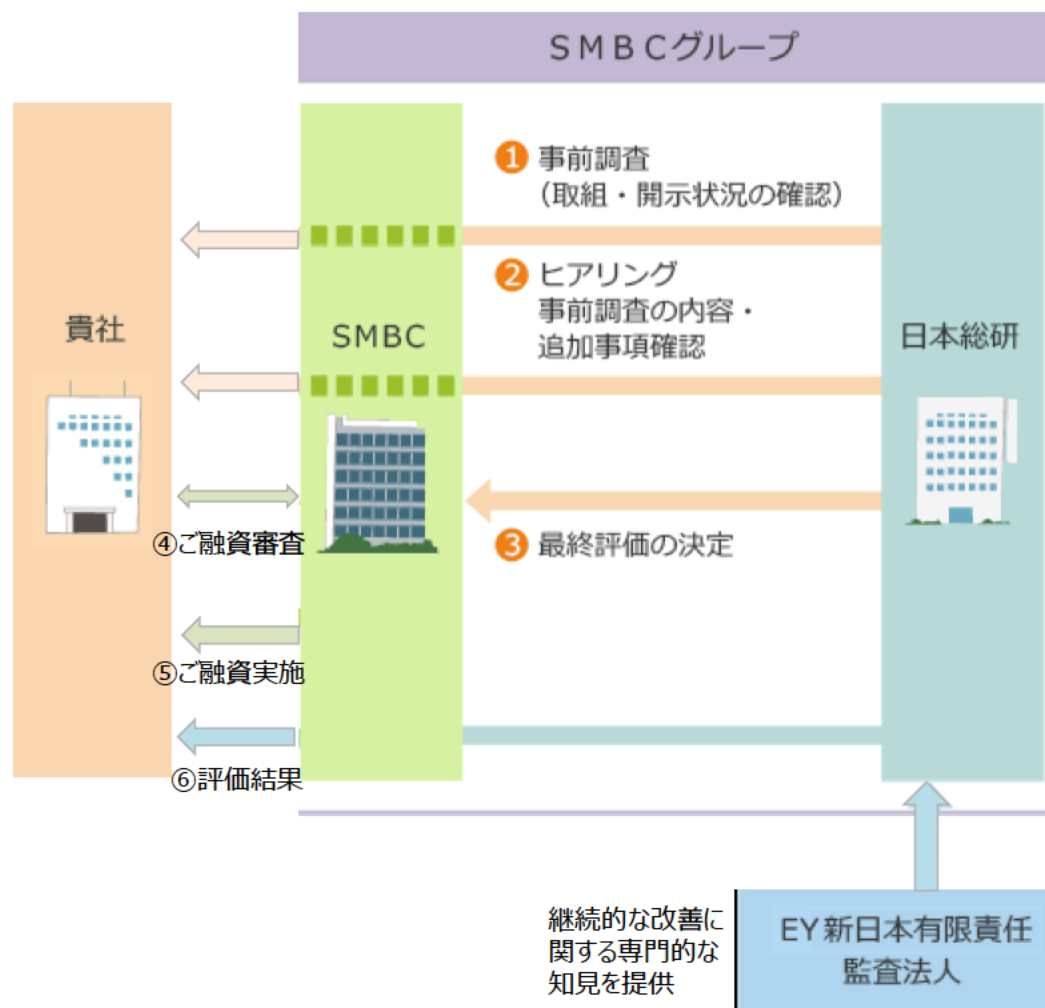 ＳＭＢＣグループ
❶ 事前調査
（取組・開示状況の確認）
❷ ヒアリング
事前調査の内容・
追加事項確認
貴社
SMBC
日本総研
④ご融資審査
❸ 最終評価の決定
⑤ご融資実施
⑥評価結果
継続的な改善に
関する専門的な
知見を提供
EY新日本有限責任
監査法人